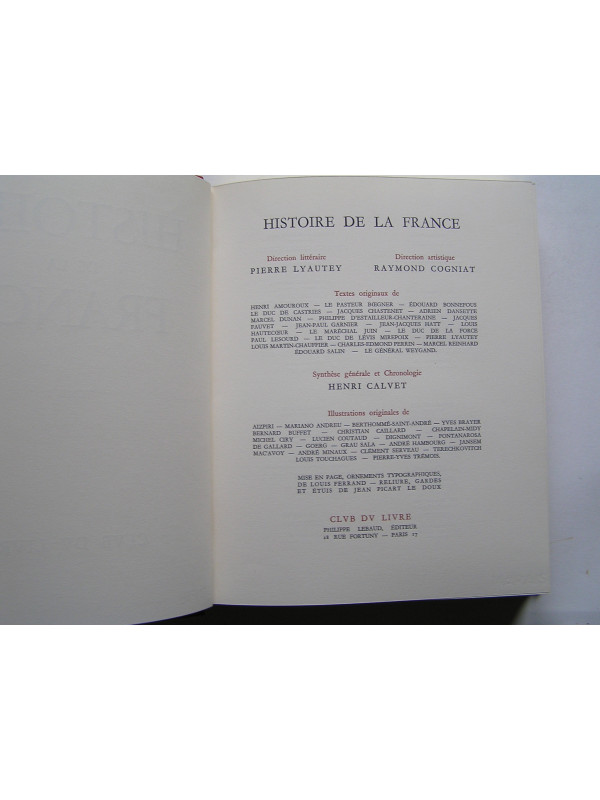 HISTOIRE DE LA FRANCE
Direction littéraire
PIERRE LYAUTEY
Direction artistique
RAYMOND COGNIAT
Textes originaux de
HENRI AMOUROUX — LE PASTEUR BŒGNER — ÉDOUARD BONNEFOUS
LE DUC DE CASTRIES — JACQUES CHASTENET — ADRIEN DANSETTE
MARCEL DUNAN — PHILIPPE D'ESTAILLEUR-CHANTERAINE — JACQUES
FAUVET — JEAN-PAUL GARNIER — JEAN-JACQUES HATT — LOUIS
HAUTECŒUR — LE MARÉCHAL JUIN — LE DUC DE LA FORCE
PAUL LESOURD — LE DUC DE LÉVIS MIREPOIX — PIERRE LYAUTEY
LOUIS MARTIN-CHAUFFIER — CHARLES-EDMOND PERRIN — MARCEL REINHARD
ÉDOUARD SALIN — LE GÉNÉRAL WEYGAND.
Synthèse générale et Chronologie
HENRI CALVET
Illustrations originales de
AIZPIRI — MARIANO ANDREU — BERTHOMMÉ-SAINT-ANDRÉ — YVES BRAYER
BERNARD BUFFET — CHRISTIAN CAILLARD — CHAPELAIN-MIDY
MICHEL CIRY — LUCIEN COUTAUD — DIGNIMONT — FONTANAROSA
DE GALLARD — GOERG — GRAU SALA — ANDRÉ HAMBOURG — JANSEM
MAC'AVOY — ANDRÉ MINAUX — CLÉMENT SERVEAU — TERECHKOVITCH
LOUIS TOUCHAGUES — PIERRE-YVES TRÉMOIS.
MISE EN PAGE, ORNEMENTS TYPOGRAPHIQUES,
DE LOUIS FERRAND — RELIURE, GARDES
ET ÉTUIS DE JEAN PICART LE DOUX
CLVB DV LIVRE
PHILIPPE LEBAUD, ÉDITEUR
28 RUE FORTUNY — PARIS 17